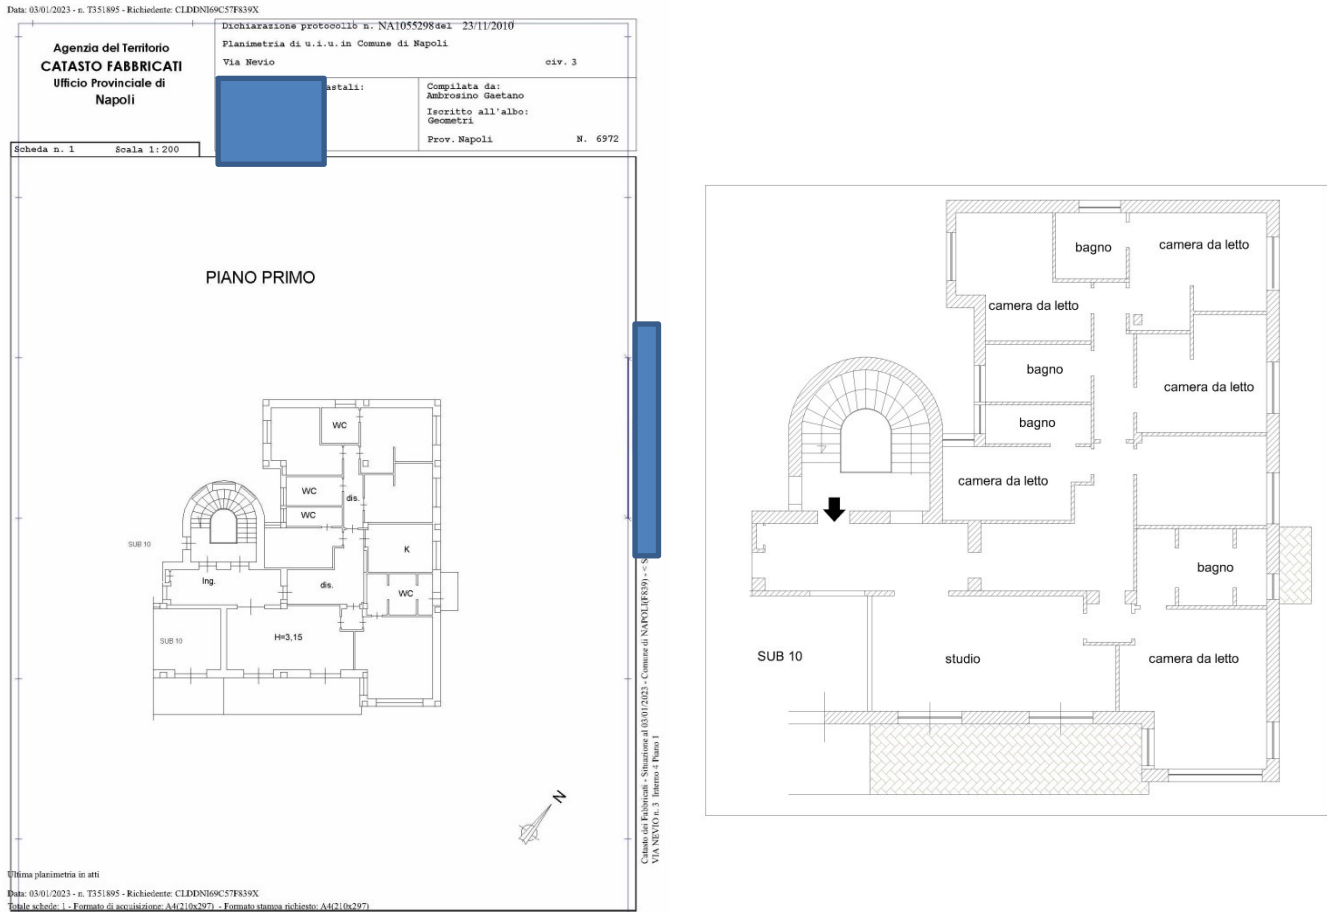 Data: 03/01/2023 - n. T351895 - Richiedente: CLDDNI69C57F839X
Agenzia del Territorio
CATASTO FABBRICATI
Ufficio Provinciale di
Napoli
Dichiarazione protocollo n. NA1055298del 23/11/2010
Planimetria di u.i.u. in Comune di Napoli
Via Nevio civ. 3
astali:
Compilata da:
Ambrosino Gaetano
Iscritto all'albo:
Geometri
Prov. Napoli N. 6972
Scheda n. 1 Scala 1:200
PIANO PRIMO
WC
WC
dis.
WC
SUB 10
K
Ing.
dis.
WC
SUB 10
H=3,15
N
Catasto dei Fabbricati - Situazione al 03/01/2023 - Comune di NAPOLI(F839) - <
VIA NEVIO n. 3 Interno 4 Piano 1
Ultima planimetria in atti
Data: 03/01/2023 - n. T351895 - Richiedente: CLDDNI69C57F839X
Totale schede: 1 - Formato di acquisizione: A4(210x297) - Formato stampa richiesto: A4(210x297)
bagno
camera da letto
camera da letto
bagno
camera da letto
bagno
camera da letto
bagno
SUB 10
studio
camera da letto